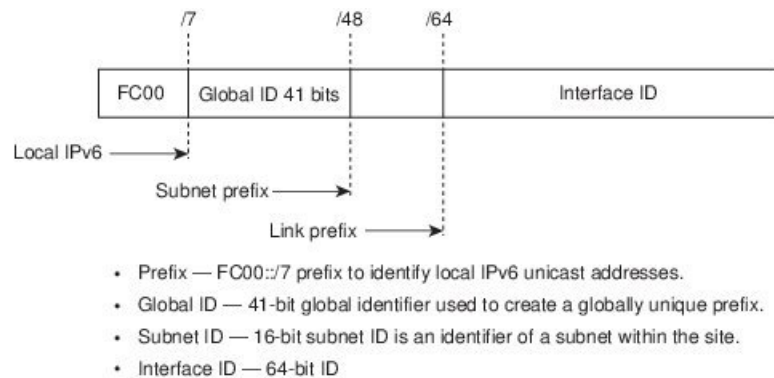 /7 /48 /64
FC00 Global ID 41 bits Interface ID
Local IPv6
Subnet prefix
Link prefix
• Prefix — FC00::/7 prefix to identify local IPv6 unicast addresses.
• Global ID — 41-bit global identifier used to create a globally unique prefix.
• Subnet ID — 16-bit subnet ID is an identifier of a subnet within the site.
• Interface ID — 64-bit ID